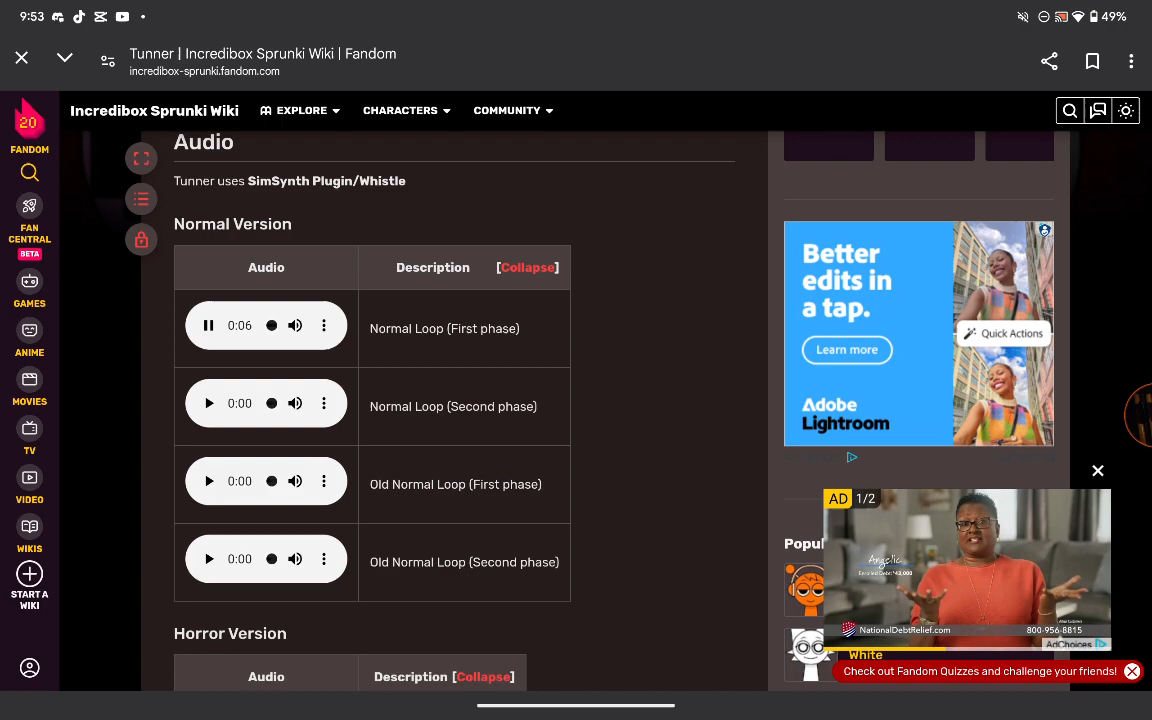 9:53
49%
Tunner | Incredibox Sprunki Wiki | Fandom
incredibox-sprunki.fandom.com
20
FANDOM
FAN
CENTRAL
BETA
GAMES
ANIME
MOVIES
TV
VIDEO
WIKIS
START A
WIKI
Incredibox Sprunki Wiki
EXPLORE
CHARACTERS
COMMUNITY
Audio
Tunner uses SimSynth Plugin/Whistle
Normal Version
Audio Description [Collapse]
0:06 Normal Loop (First phase)
0:00 Normal Loop (Second phase)
0:00 Old Normal Loop (First phase)
0:00 Old Normal Loop (Second phase)
Horror Version
Audio Description [Collapse]
Better
edits in
a tap.
Learn more
Adobe
Lightroom
Quick Actions
Popul
AD 1/2
Angelic
Enrolled Debt $43,000
NationalDebtRelief.com 800-956-8815
AdChoices
White
Check out Fandom Quizzes and challenge your friends!